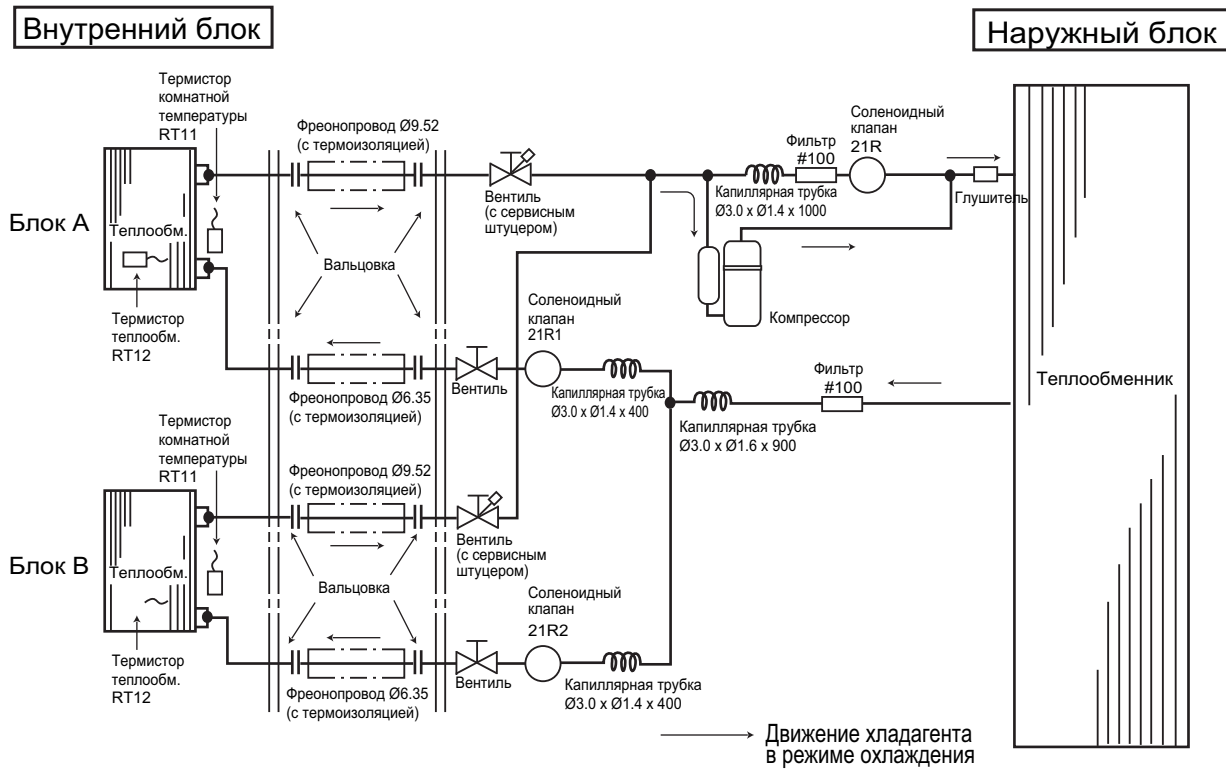 Внутренний блок
Наружный блок
Термистор
комнатной
температуры
RT11
Фреонопровод Ø9.52
(с термоизоляцией)
Вентиль
(с сервисным
штуцером)
Фильтр
#100
Соленоидный
клапан
21R
Капиллярная трубка
Ø3.0 x Ø1.4 x 1000
Глушитель
Блок A
Теплообм.
Вальцовка
Термистор
теплообм.
RT12
Компрессор
Соленоидный
клапан
21R1
Фреонопровод Ø6.35
(с термоизоляцией)
Вентиль
Капиллярная трубка
Ø3.0 x Ø1.4 x 400
Капиллярная трубка
Ø3.0 x Ø1.6 x 900
Фильтр
#100
Теплообменник
Термистор
комнатной
температуры
RT11
Фреонопровод Ø9.52
(с термоизоляцией)
Вентиль
(с сервисным
штуцером)
Блок B
Теплообм.
Вальцовка
Термистор
теплообм.
RT12
Соленоидный
клапан
21R2
Фреонопровод Ø6.35
(с термоизоляцией)
Вентиль
Капиллярная трубка
Ø3.0 x Ø1.4 x 400
Движение хладагента
в режиме охлаждения